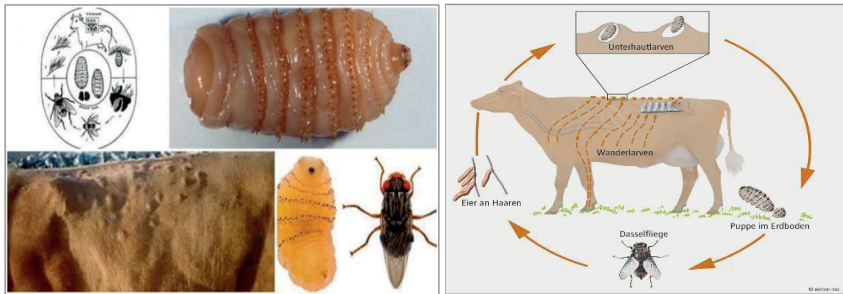 Unterhautlarven
Wanderlarven
Eier an Haaren
Puppe im Erdboden
Dasselfliege